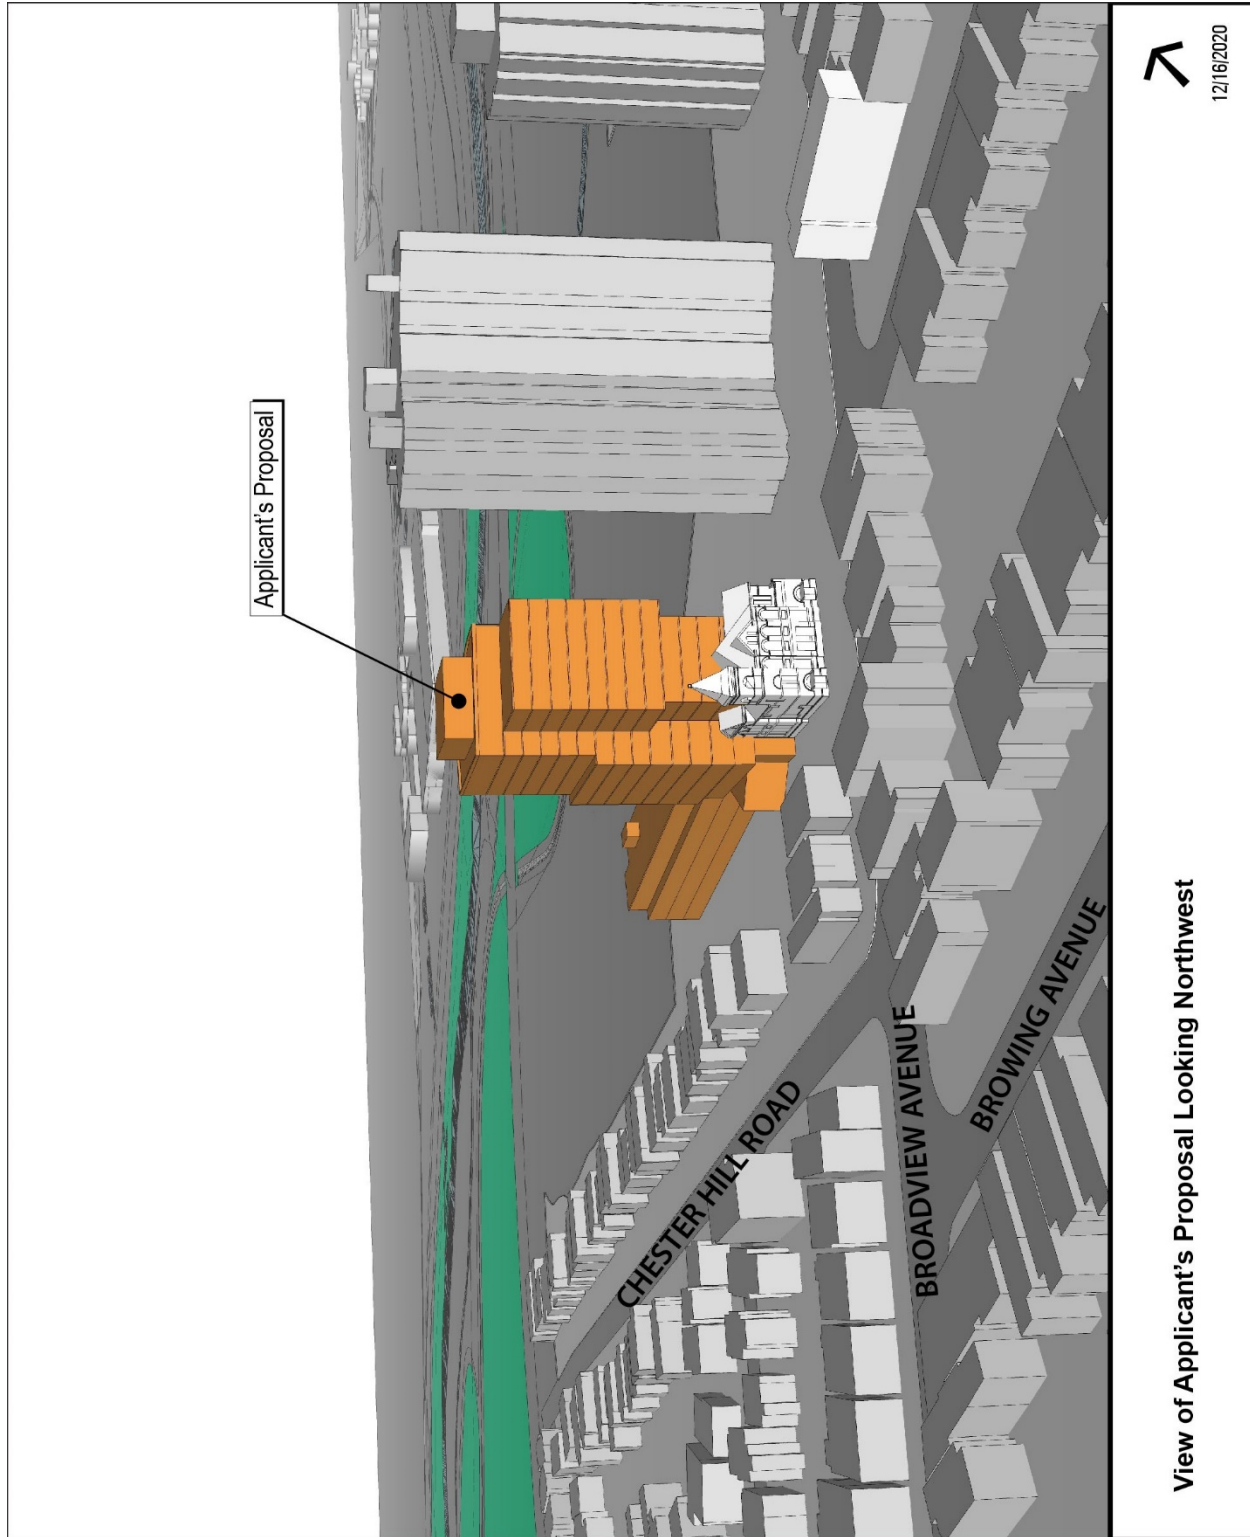 Applicant's Proposal
CHESTER HILL ROAD
BROADVIEW AVENUE
BROWING AVENUE
View of Applicant's Proposal Looking Northwest
12/16/2020